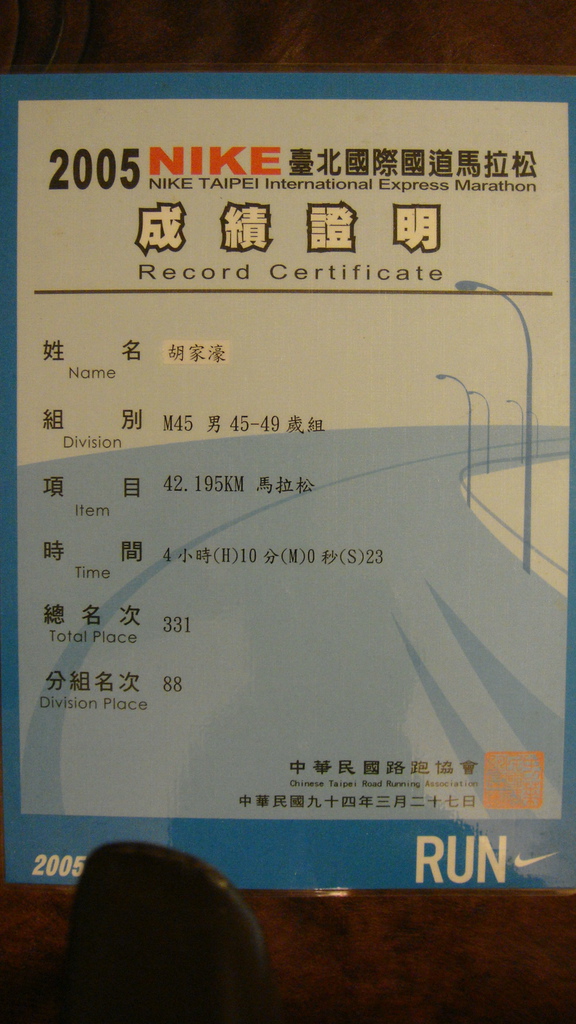 2005 NIKE 臺北國際國道馬拉松
NIKE TAIPEI International Express Marathon
成績證明
Record Certificate
姓名 胡家濠
Name
組別 M45 男 45-49 歲組
Division
項目 42.195KM 馬拉松
Item
時間 4 小時(H)10 分(M)0 秒(S)23
Time
總名次 331
Total Place
分組名次 88
Division Place
中華民國路跑協會
Chinese Taipei Road Running Association
中華民國九十四年三月二十七日
2005
RUN